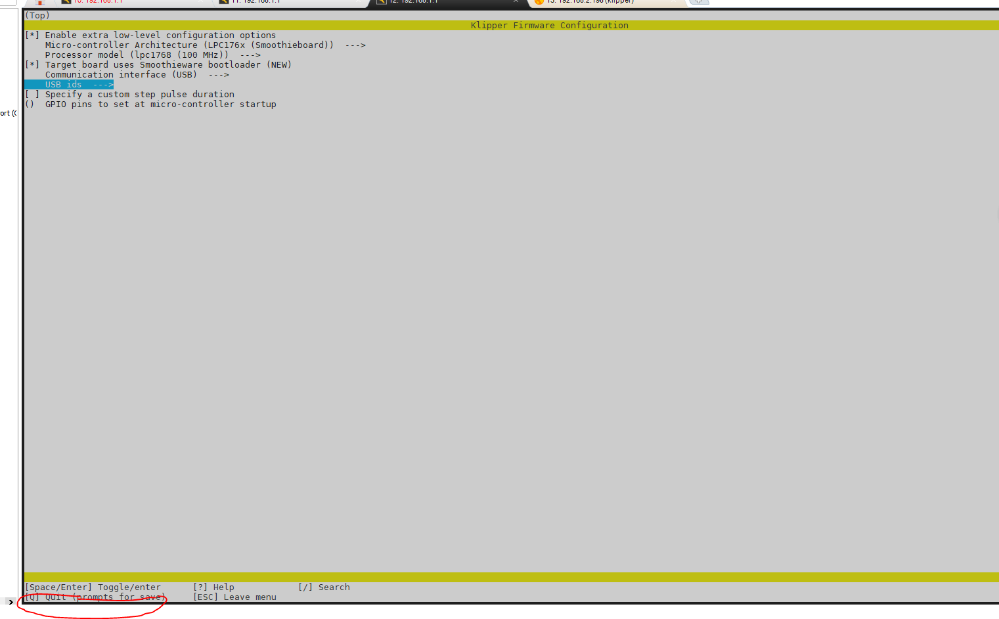 10. 192.168.1.1
11. 192.168.1.1
12. 192.168.1.1
13. 192.168.2.198 (klipper)
(Top)
Klipper Firmware Configuration
[*] Enable extra low-level configuration options
Micro-controller Architecture (LPC176x (Smoothieboard)) --->
Processor model (lpc1768 (100 MHz)) --->
[*] Target board uses Smoothieware bootloader (NEW)
Communication interface (USB) --->
USB ids --->
[ ] Specify a custom step pulse duration
() GPIO pins to set at micro-controller startup
ort (
[Space/Enter] Toggle/enter [?] Help [/] Search
[Q] Quit (prompts for save) [ESC] Leave menu